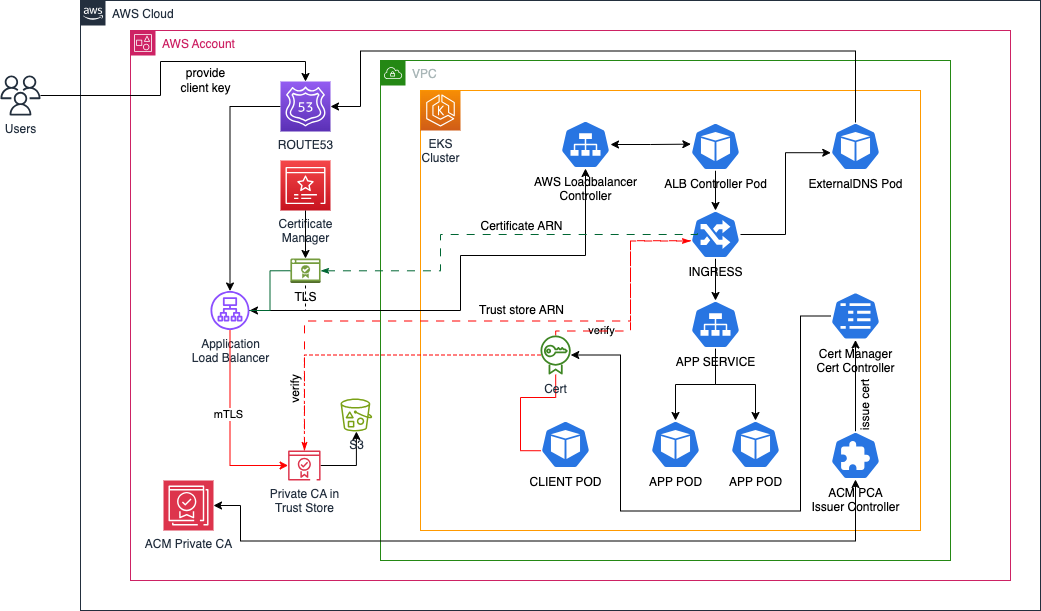 aws
AWS Cloud
AWS Account
VPC
provide
client key
Users
53
ROUTE53
K
EKS
Cluster
AWS Loadbalancer
Controller
ALB Controller Pod
ExternalDNS Pod
Certificate
Manager
Certificate ARN
INGRESS
TLS
Trust store ARN
verify
Application
Load Balancer
APP SERVICE
Cert Manager
Cert Controller
Cert
verify
issue cert
mTLS
S3
CLIENT POD
APP POD
APP POD
Private CA in
Trust Store
ACM PCA
Issuer Controller
ACM Private CA